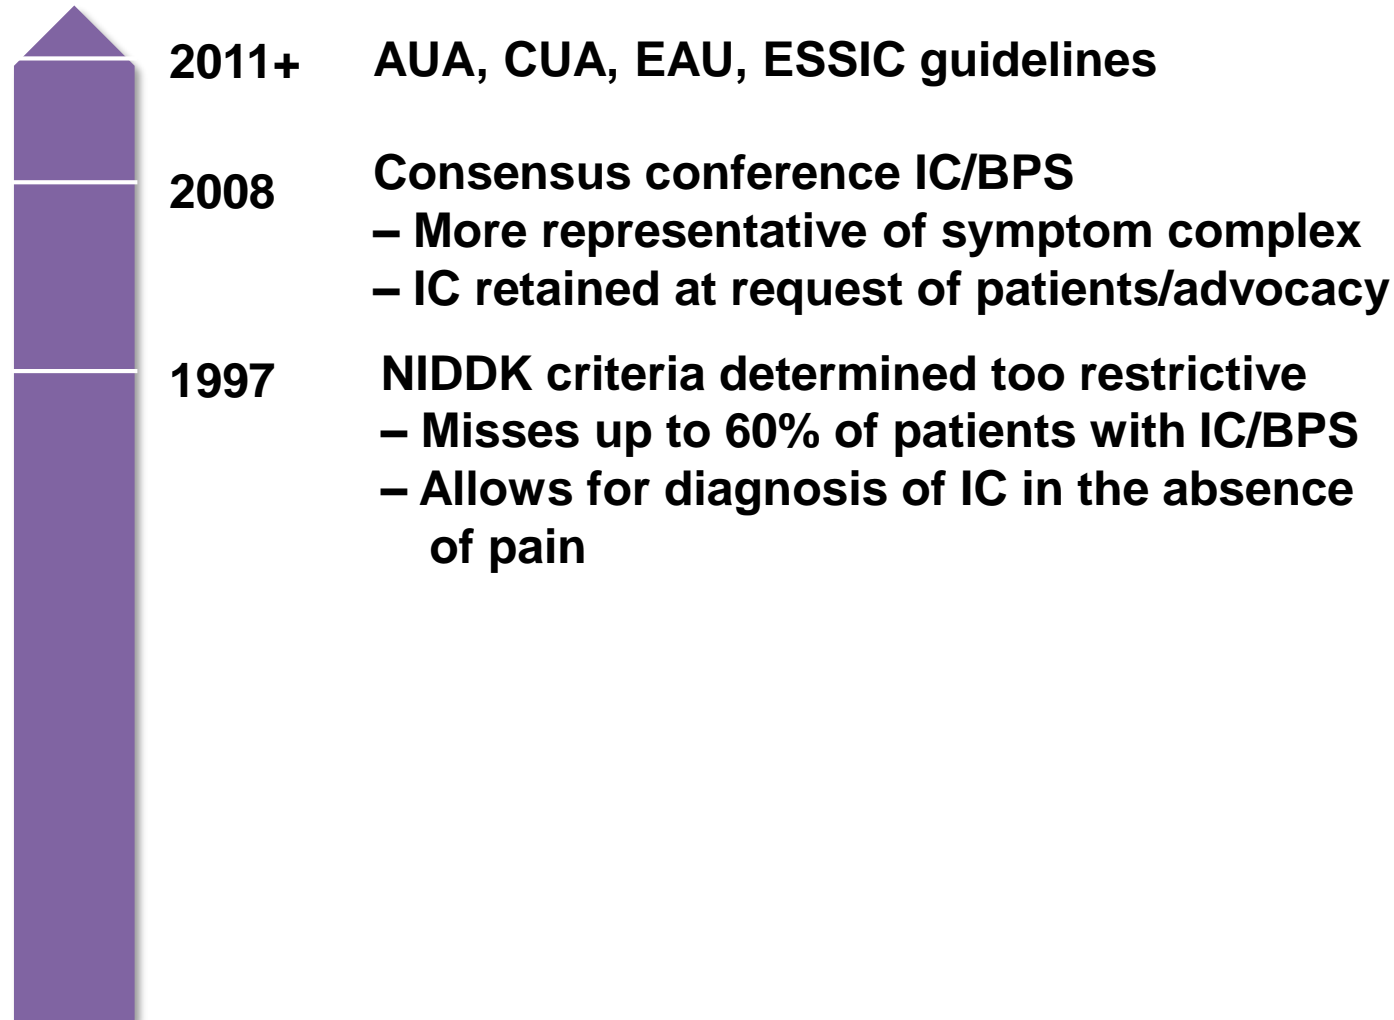 2011+ AUA, CUA, EAU, ESSIC guidelines
2008 Consensus conference IC/BPS
– More representative of symptom complex
– IC retained at request of patients/advocacy
1997 NIDDK criteria determined too restrictive
– Misses up to 60% of patients with IC/BPS
– Allows for diagnosis of IC in the absence
of pain